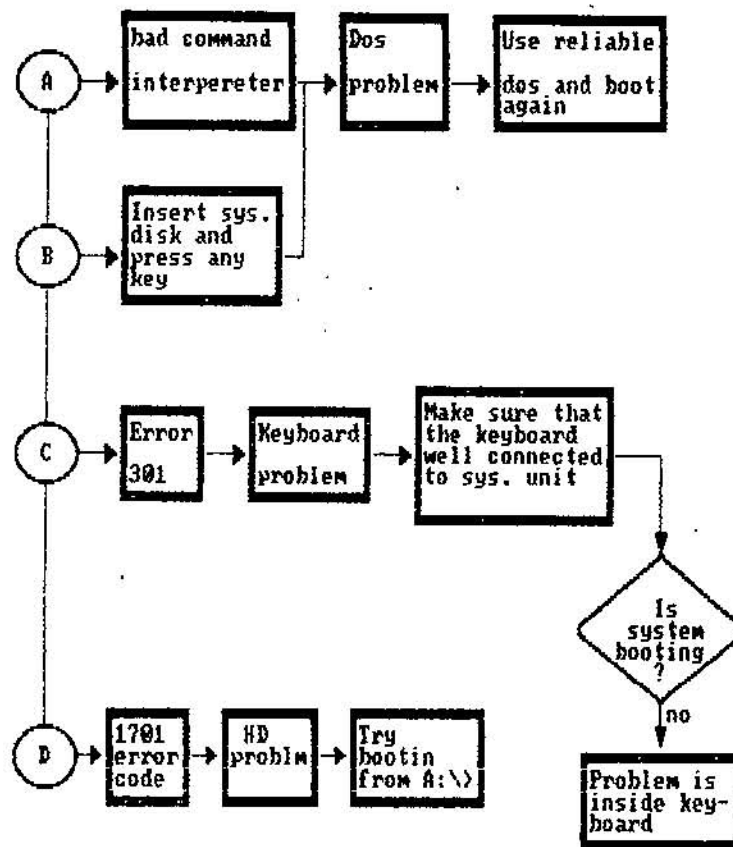 A
bad command
interpereter
Dos
problem
Use reliable
dos and boot
again
B
Insert sys.
disk and
press any
key
C
Error
301
Keyboard
problem
Make sure that
the keyboard
well connected
to sys. unit
Is
system
booting
?
no
Problem is
inside key-
board
D
1701
error
code
HD
problm
Try
bootin
from A:\>